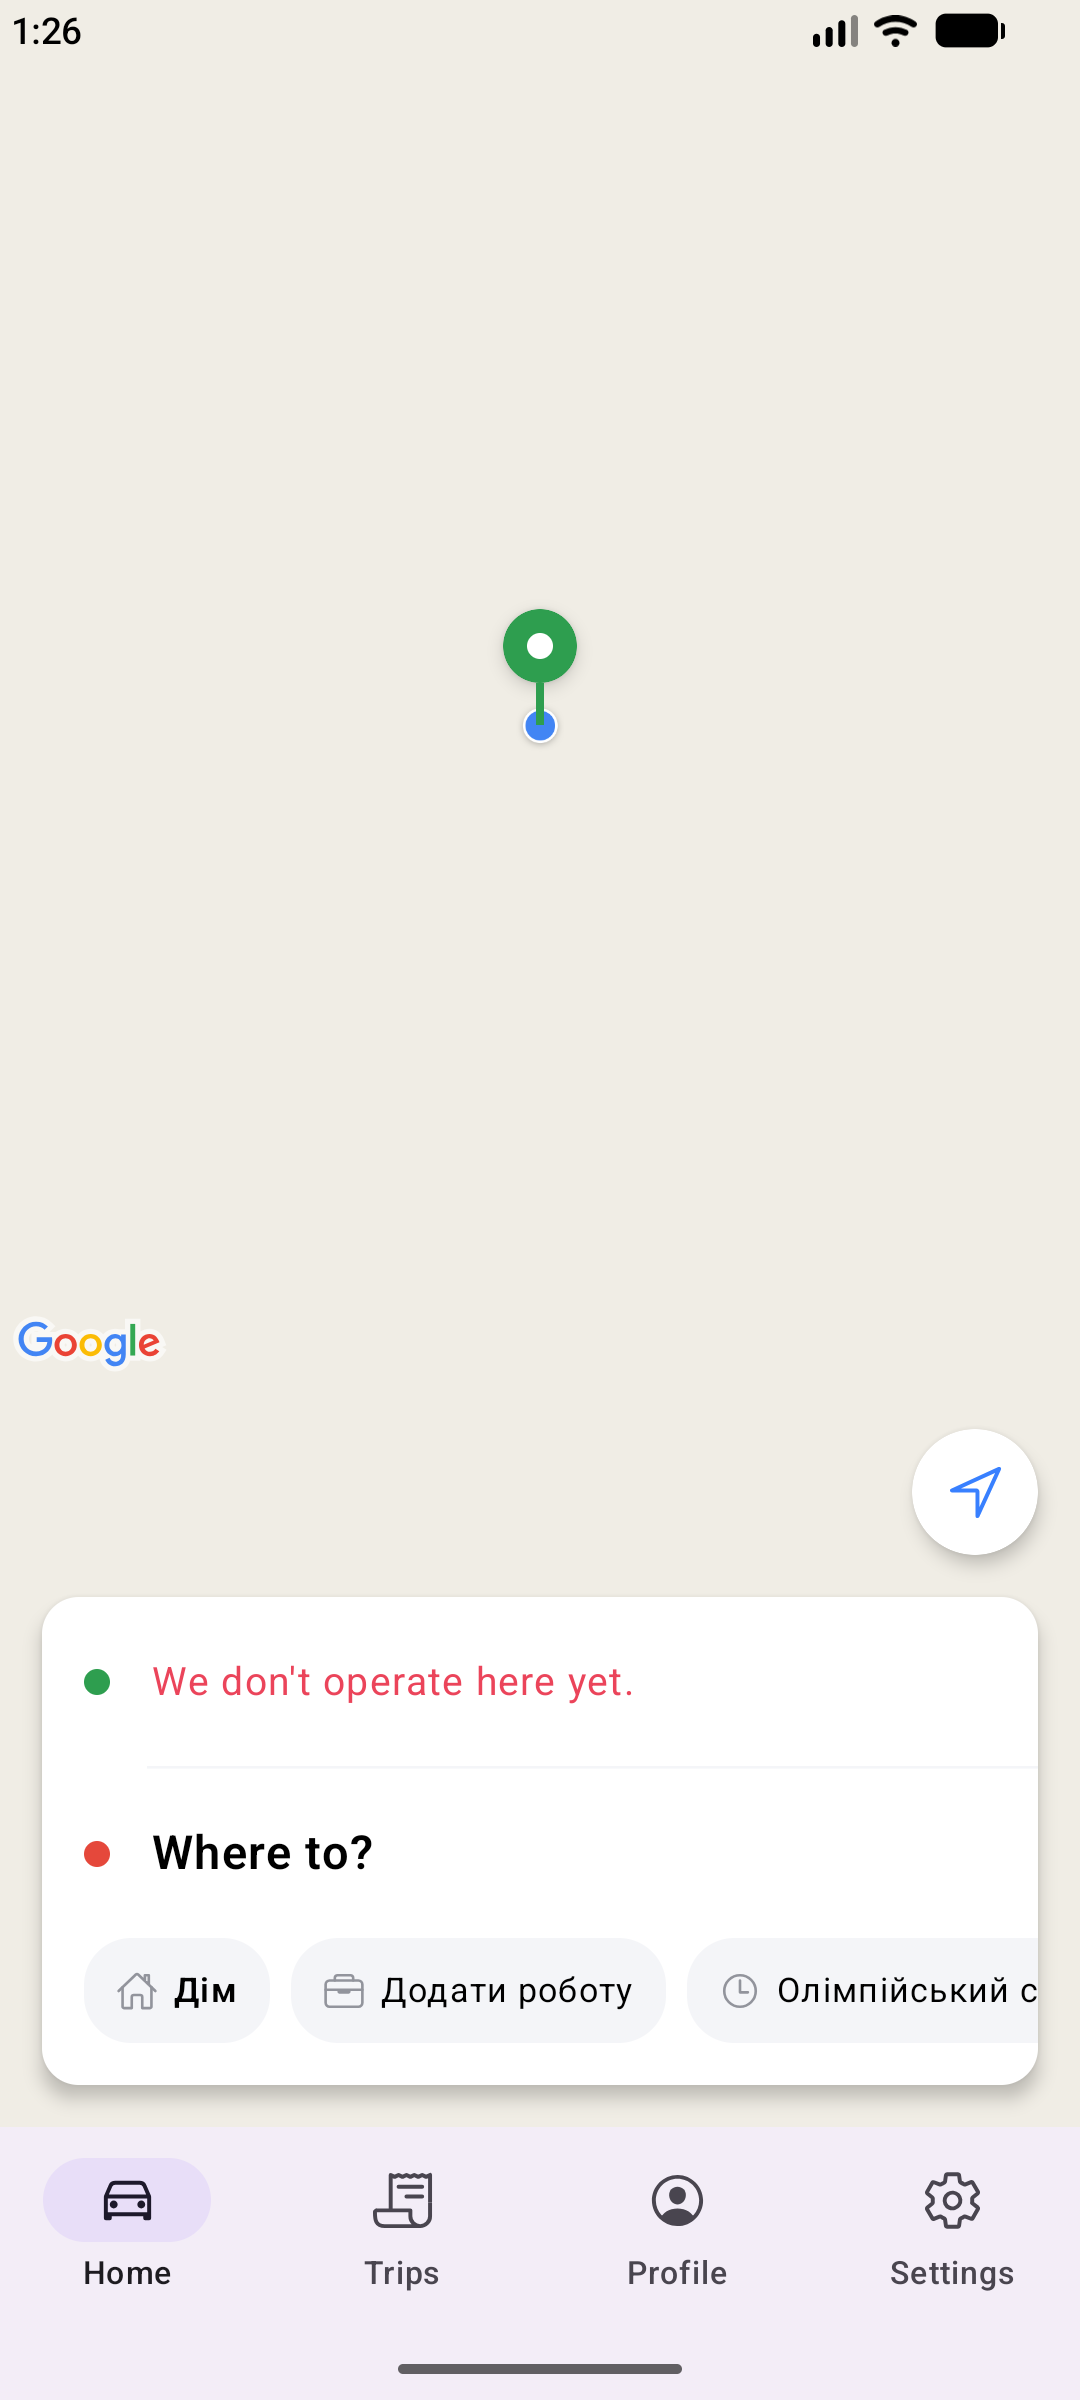 1:26
Google
We don't operate here yet.
Where to?
Дім
Додати роботу
Олімпійський с
Home
Trips
Profile
Settings